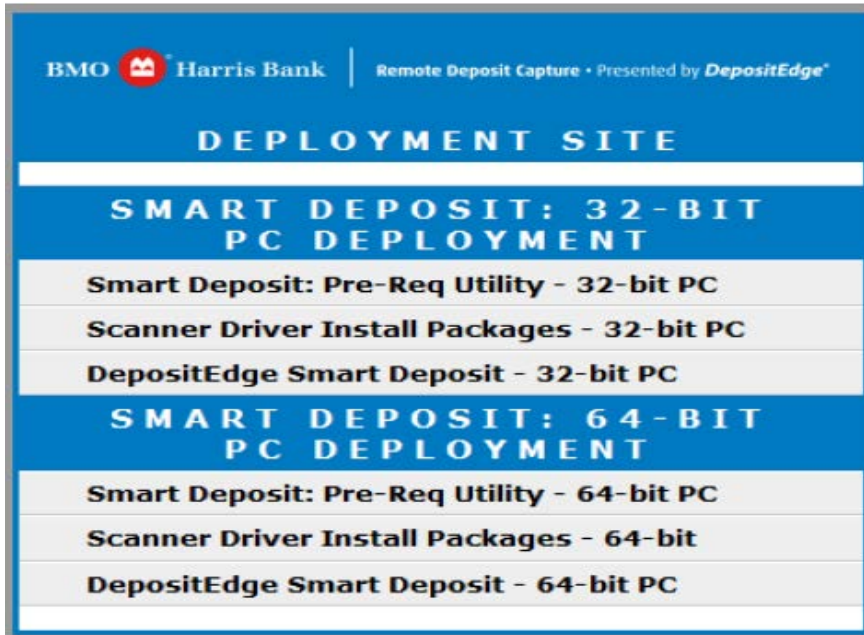 BMO Harris Bank | Remote Deposit Capture • Presented by DepositEdge®
DEPLOYMENT SITE
SMART DEPOSIT: 32-BIT
PC DEPLOYMENT
Smart Deposit: Pre-Req Utility - 32-bit PC
Scanner Driver Install Packages - 32-bit PC
DepositEdge Smart Deposit - 32-bit PC
SMART DEPOSIT: 64-BIT
PC DEPLOYMENT
Smart Deposit: Pre-Req Utility - 64-bit PC
Scanner Driver Install Packages - 64-bit
DepositEdge Smart Deposit - 64-bit PC